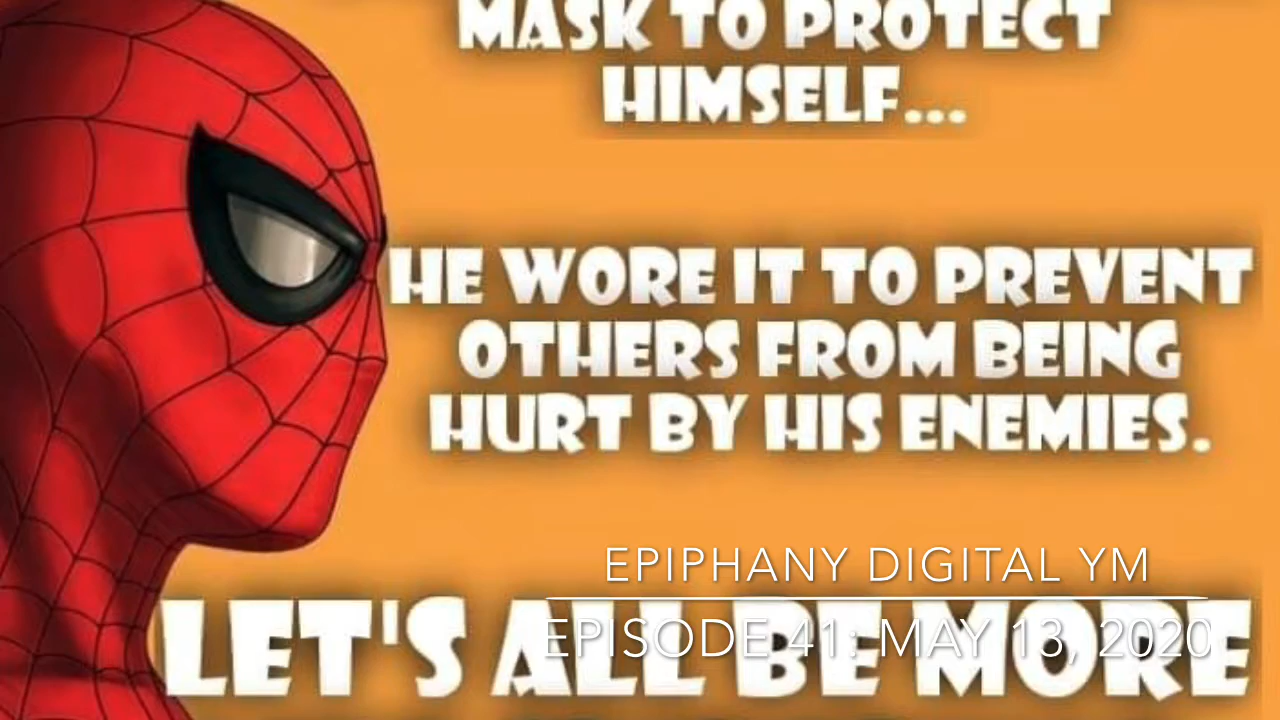 MASK TO PROTECT
HIMSELF...
HE WORE IT TO PREVENT
OTHERS FROM BEING
HURT BY HIS ENEMIES.
EPIPHANY DIGITAL YM
LET'S ALL BE MORE
EPISODE 41: MAY 13, 2020